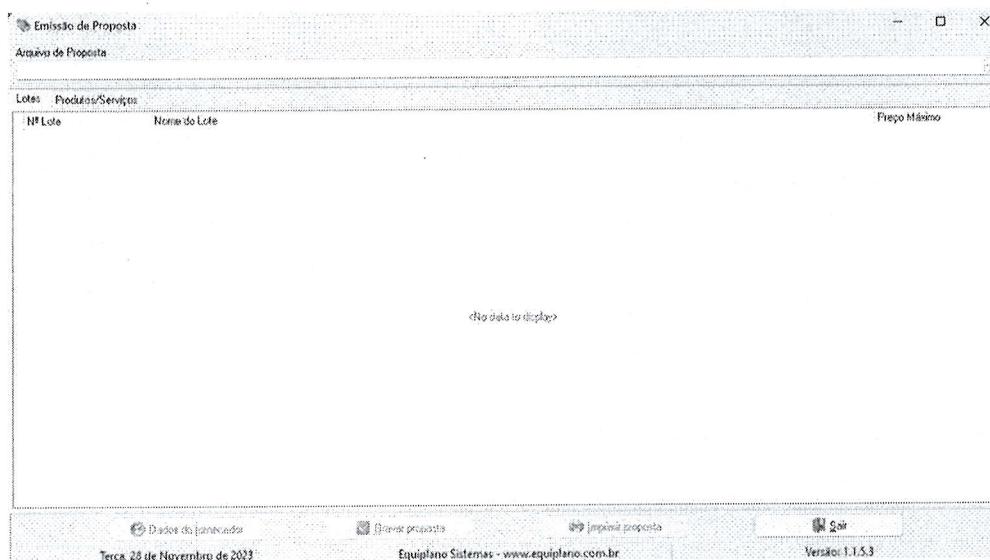 Emissão de Proposta
Arquivo de Proposta
Lotes Produtos/Serviços
Nº Lote Nome do Lote Preço Máximo
<No data to display>
Dados do fornecedor Gravar proposta Imprimir proposta Sair
Terça, 28 de Novembro de 2023 Equiplano Sistemas - www.equiplano.com.br Versão: 1.1.5.3